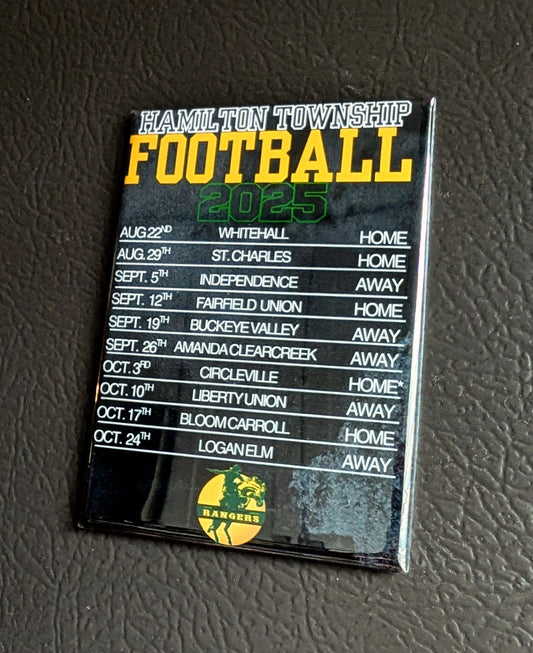 HAMILTON TOWNSHIP
FOOTBALL
2025
AUG 22ND WHITEHALL HOME
AUG. 29TH ST. CHARLES HOME
SEPT. 5TH INDEPENDENCE AWAY
SEPT. 12TH FAIRFIELD UNION HOME
SEPT. 19TH BUCKEYE VALLEY AWAY
SEPT. 26TH AMANDA CLEARCREEK AWAY
OCT. 3RD CIRCLEVILLE HOME*
OCT. 10TH LIBERTY UNION AWAY
OCT. 17TH BLOOM CARROLL HOME
OCT. 24TH LOGAN ELM AWAY
RANGERS